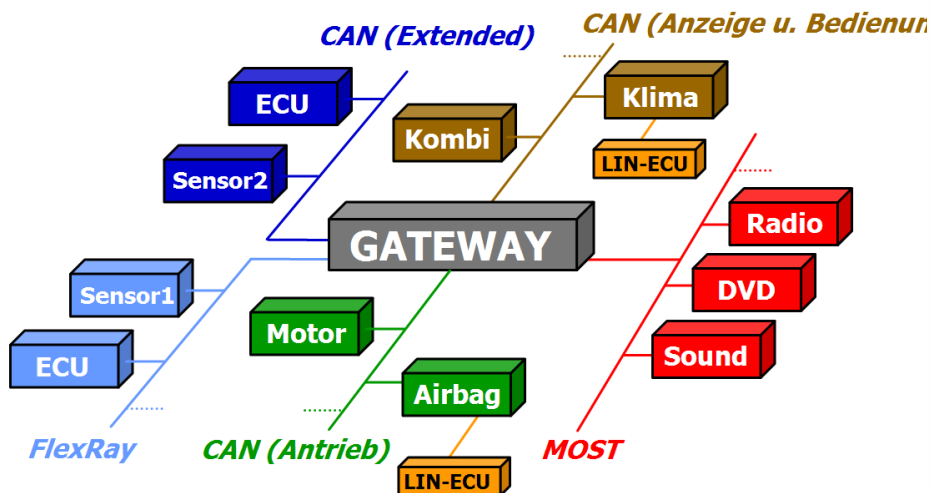 CAN (Extended)
CAN (Anzeige u. Bedienun
ECU
Klima
Kombi
LIN-ECU
Sensor2
Radio
GATEWAY
Sensor1
DVD
Motor
Sound
ECU
Airbag
FlexRay
CAN (Antrieb)
MOST
LIN-ECU